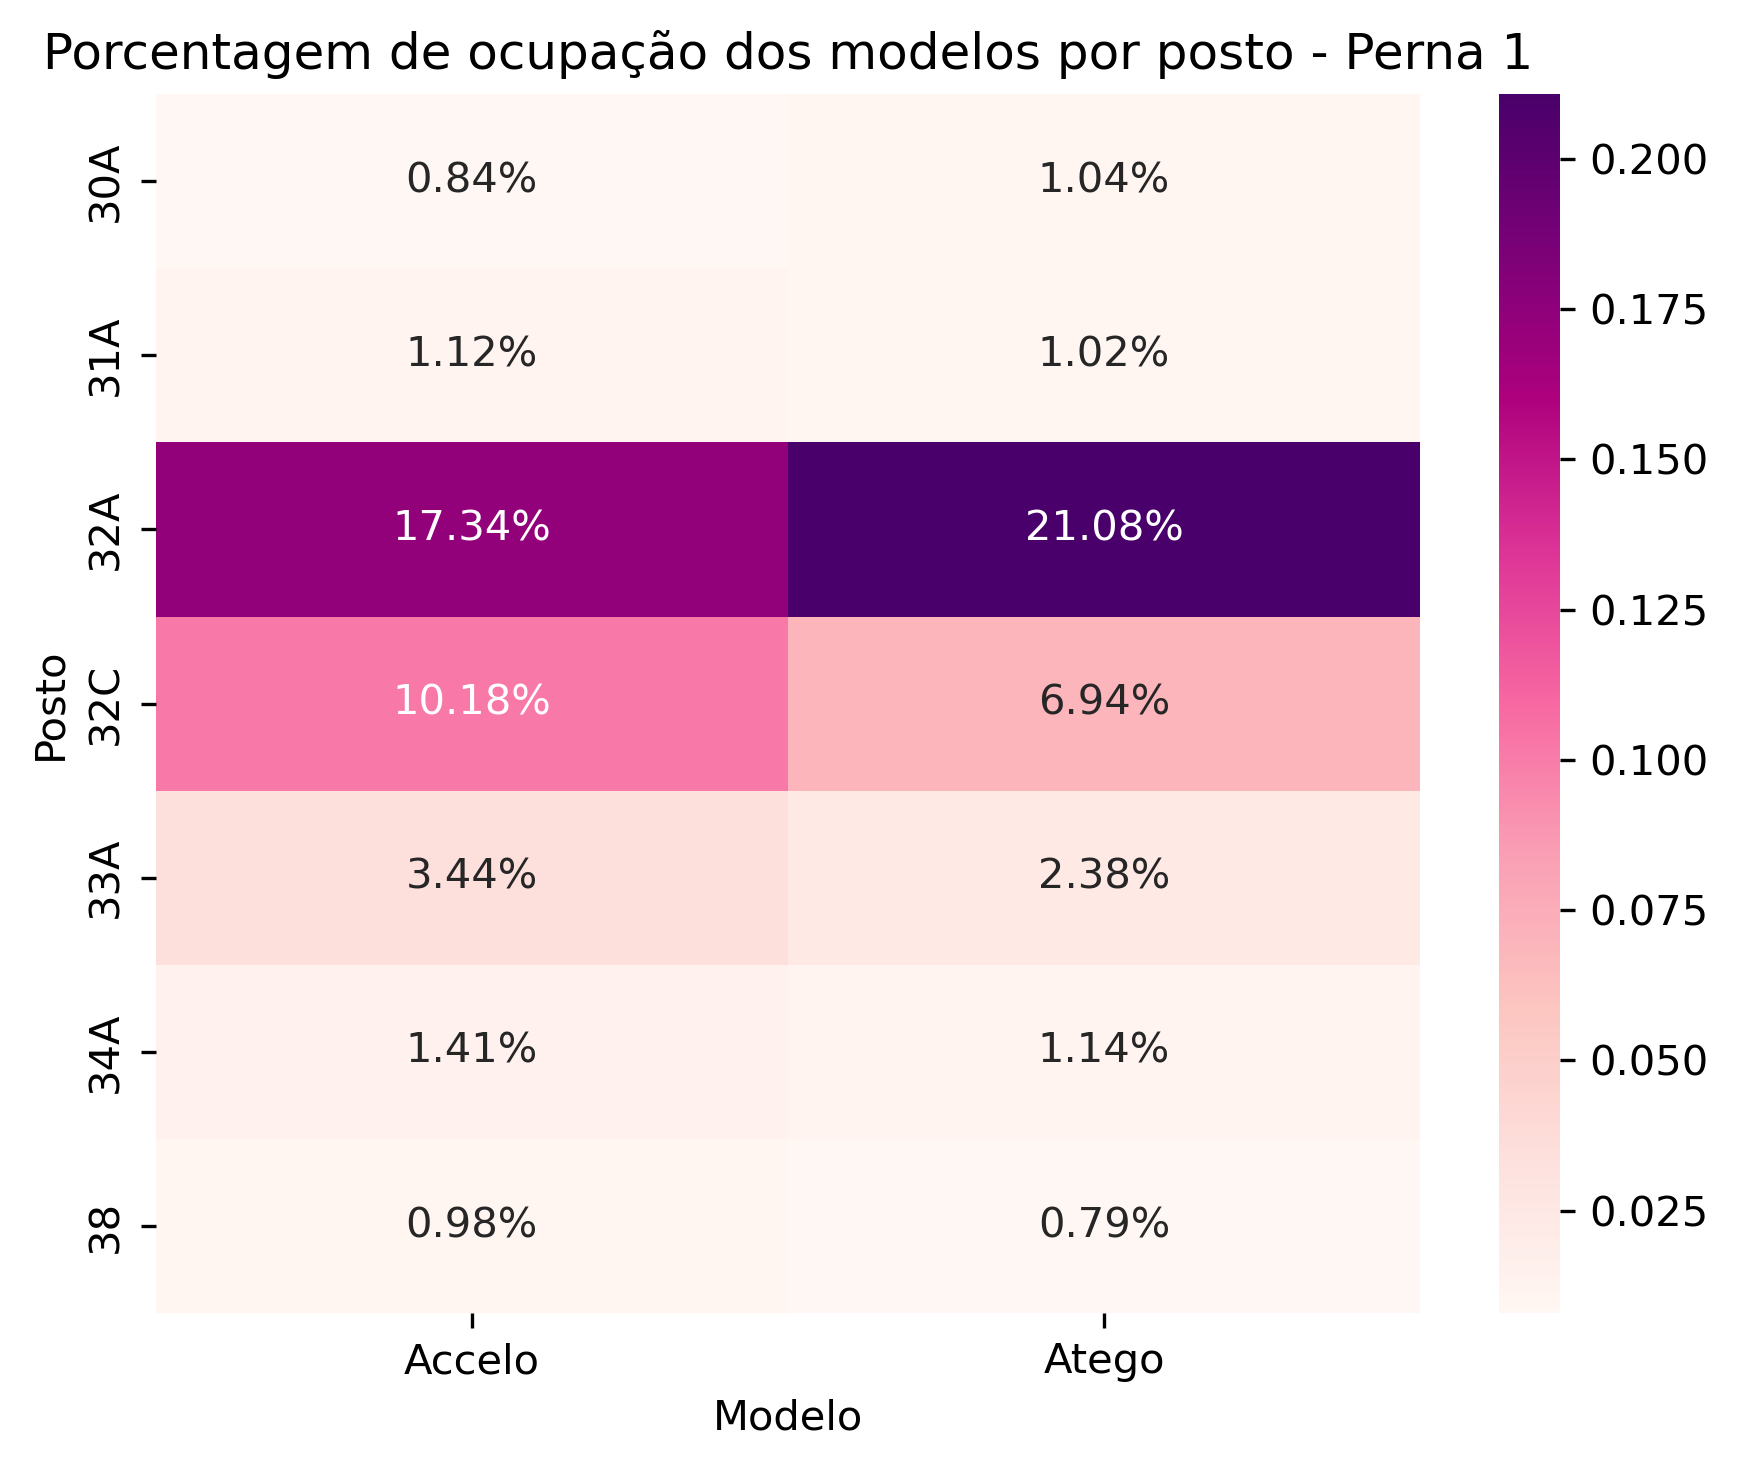 Porcentagem de ocupação dos modelos por posto - Perna 1
Posto
30A
0.84%
1.04%
31A
1.12%
1.02%
32A
17.34%
21.08%
32C
10.18%
6.94%
33A
3.44%
2.38%
34A
1.41%
1.14%
38
0.98%
0.79%
Accelo
Atego
Modelo
0.200
0.175
0.150
0.125
0.100
0.075
0.050
0.025